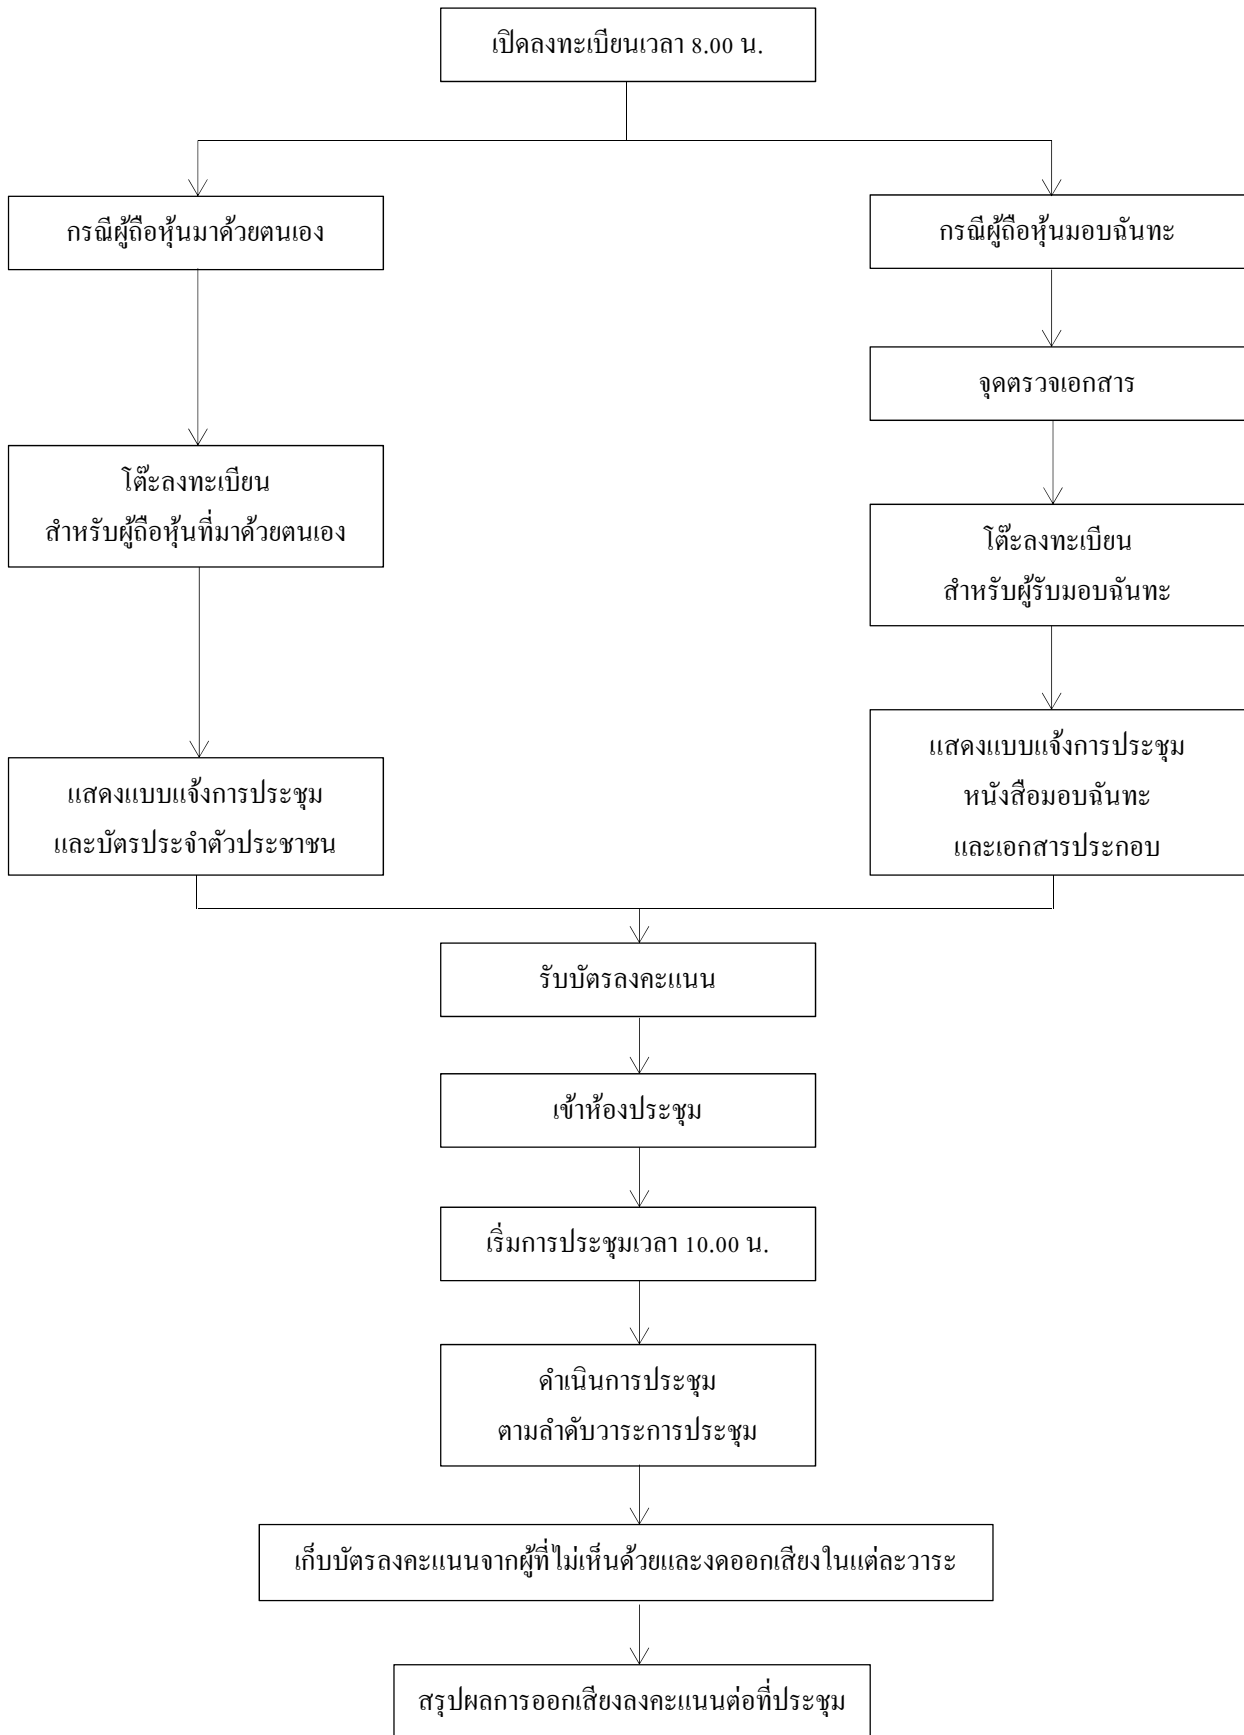 เปิดลงทะเบียนเวลา 8.00 น.
กรณีผู้ถือหุ้นมาด้วยตนเอง
กรณีผู้ถือหุ้นมอบฉันทะ
จุดตรวจเอกสาร
โต๊ะลงทะเบียน
สำหรับผู้ถือหุ้นที่มาด้วยตนเอง
โต๊ะลงทะเบียน
สำหรับผู้รับมอบฉันทะ
แสดงแบบแจ้งการประชุม
และบัตรประจำตัวประชาชน
แสดงแบบแจ้งการประชุม
หนังสือมอบฉันทะ
และเอกสารประกอบ
รับบัตรลงคะแนน
เข้าห้องประชุม
เริ่มการประชุมเวลา 10.00 น.
ดำเนินการประชุม
ตามลำดับวาระการประชุม
เก็บบัตรลงคะแนนจากผู้ที่ไม่เห็นด้วยและงดออกเสียงในแต่ละวาระ
สรุปผลการออกเสียงลงคะแนนต่อที่ประชุม